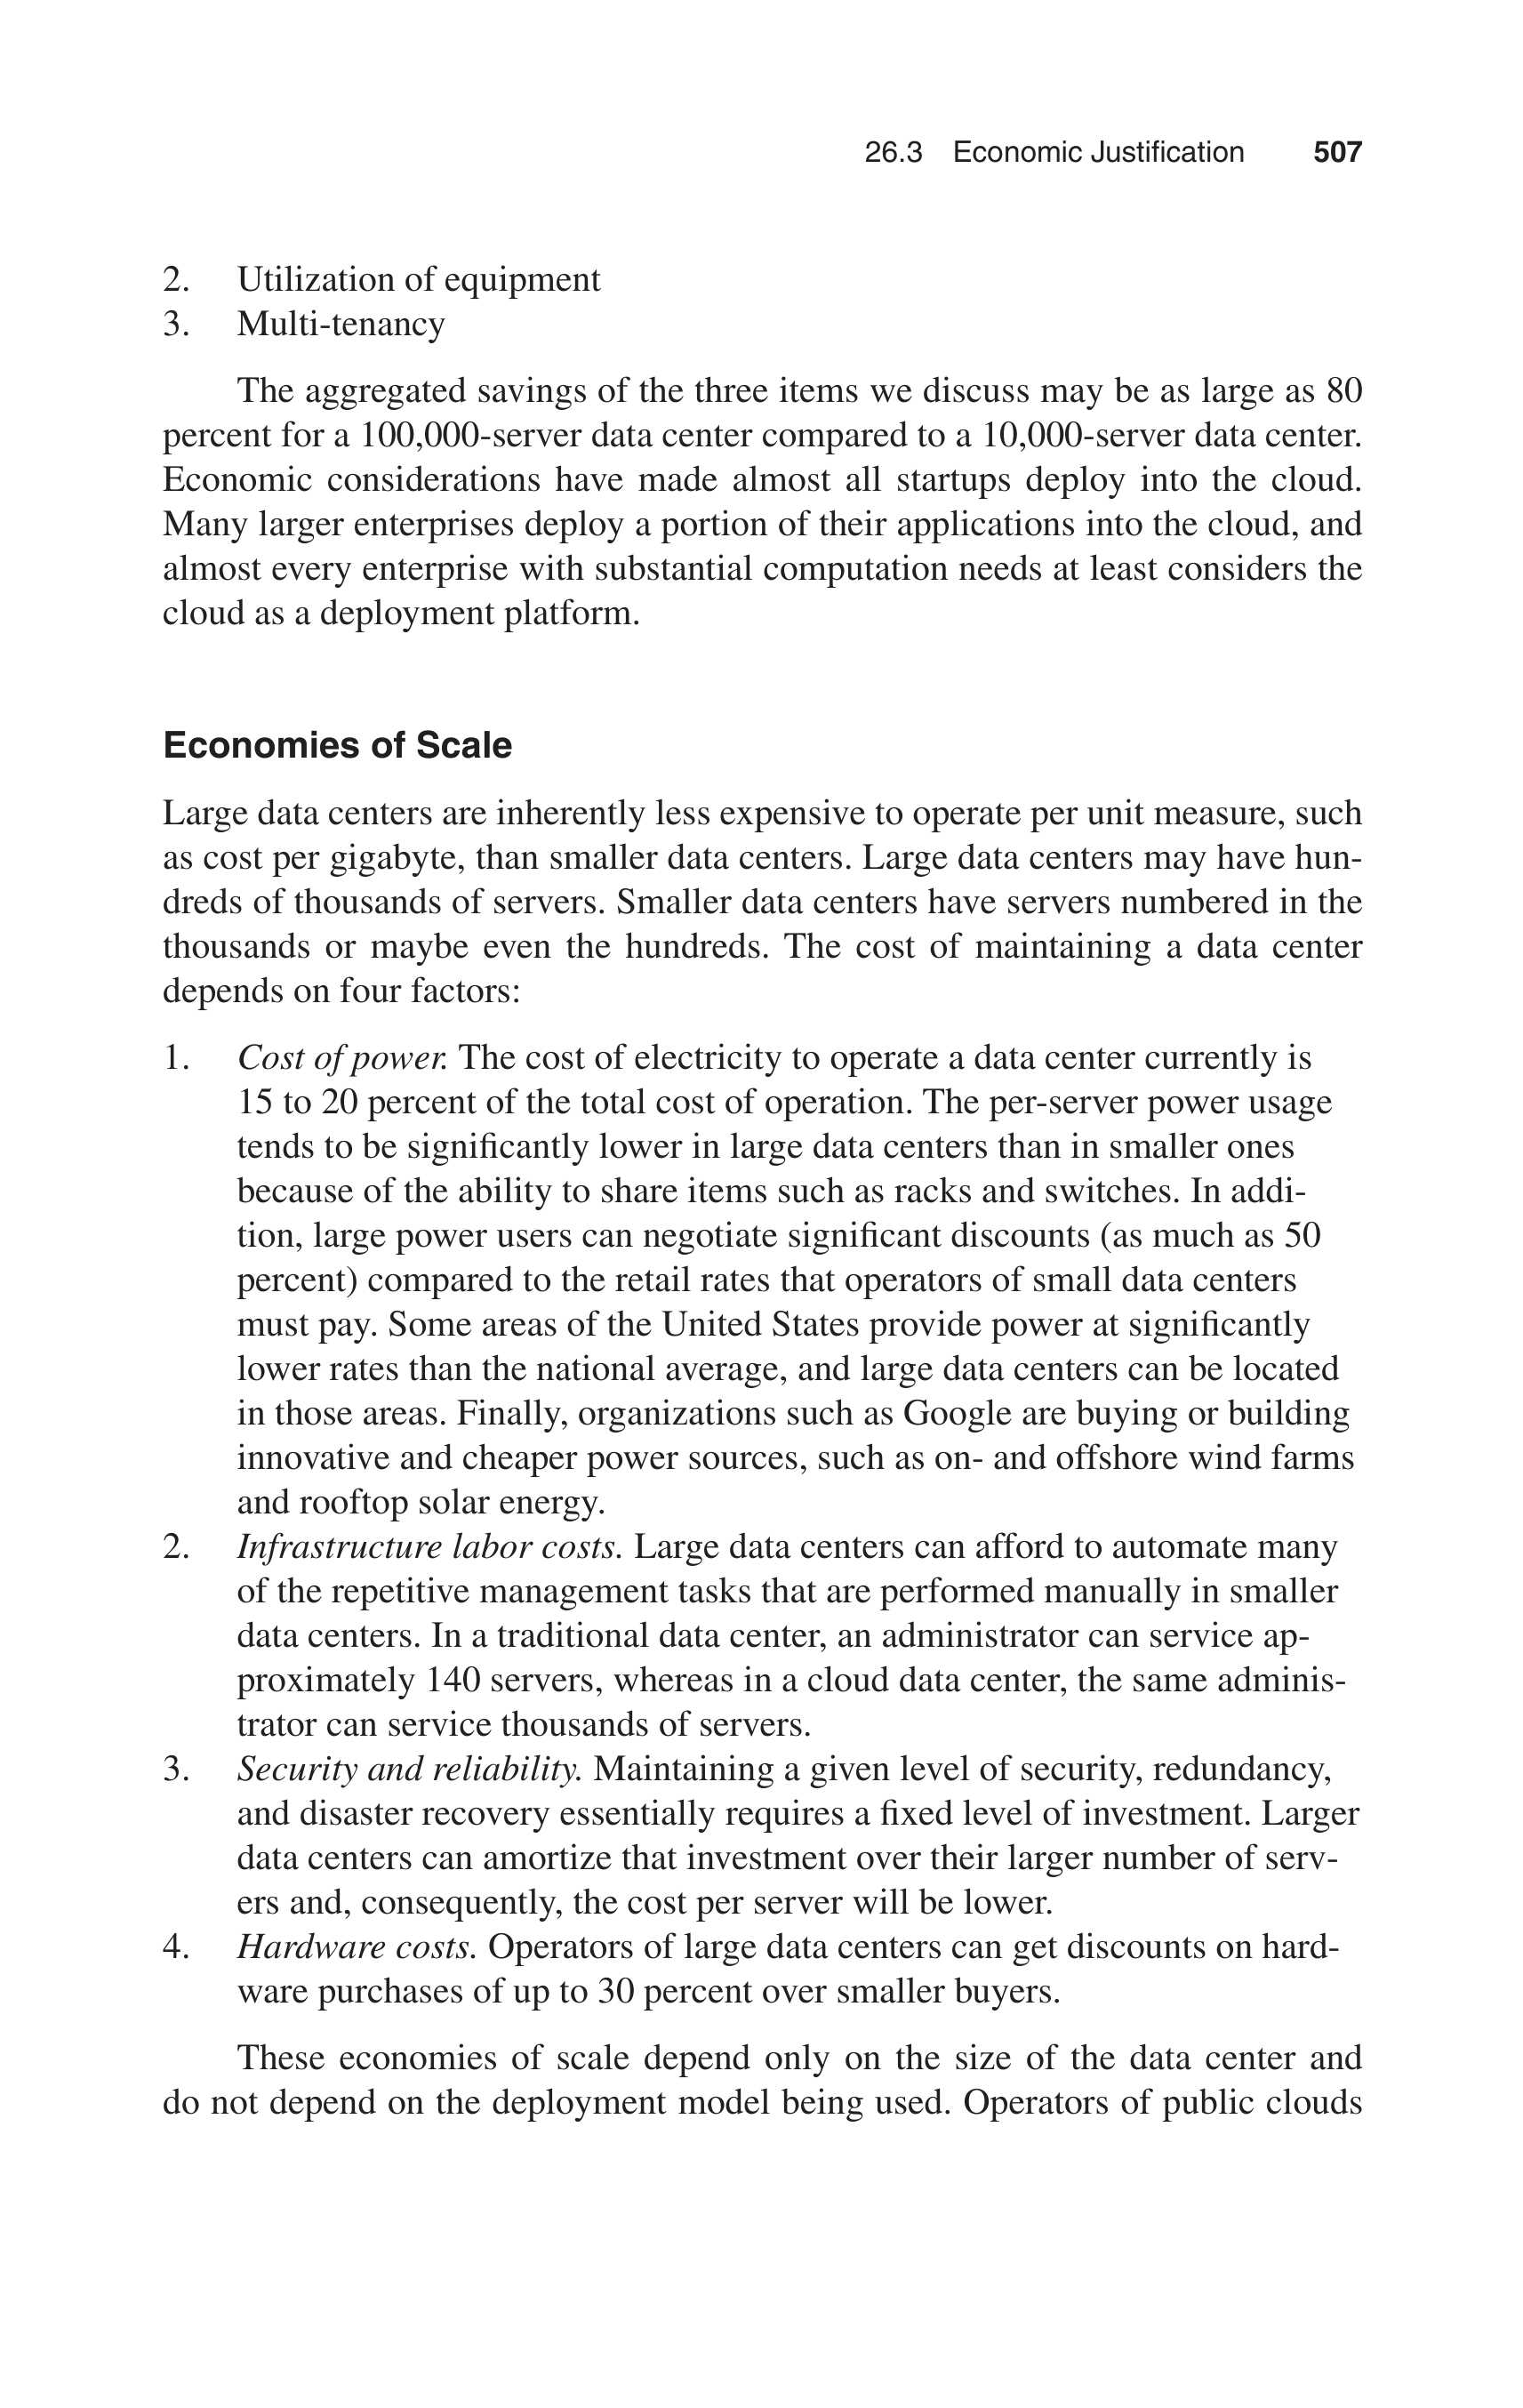 26.3 Economic Justification 507
2. Utilization of equipment
3. Multi-tenancy
The aggregated savings of the three items we discuss may be as large as 80
percent for a 100,000-server data center compared to a 10,000-server data center.
Economic considerations have made almost all startups deploy into the cloud.
Many larger enterprises deploy a portion of their applications into the cloud, and
almost every enterprise with substantial computation needs at least considers the
cloud as a deployment platform.
Economies of Scale
Large data centers are inherently less expensive to operate per unit measure, such
as cost per gigabyte, than smaller data centers. Large data centers may have hun-
dreds of thousands of servers. Smaller data centers have servers numbered in the
thousands or maybe even the hundreds. The cost of maintaining a data center
depends on four factors:
1. Cost of power. The cost of electricity to operate a data center currently is
15 to 20 percent of the total cost of operation. The per-server power usage
tends to be significantly lower in large data centers than in smaller ones
because of the ability to share items such as racks and switches. In addi-
tion, large power users can negotiate significant discounts (as much as 50
percent) compared to the retail rates that operators of small data centers
must pay. Some areas of the United States provide power at significantly
lower rates than the national average, and large data centers can be located
in those areas. Finally, organizations such as Google are buying or building
innovative and cheaper power sources, such as on- and offshore wind farms
and rooftop solar energy.
2. Infrastructure labor costs. Large data centers can afford to automate many
of the repetitive management tasks that are performed manually in smaller
data centers. In a traditional data center, an administrator can service ap-
proximately 140 servers, whereas in a cloud data center, the same adminis-
trator can service thousands of servers.
3. Security and reliability. Maintaining a given level of security, redundancy,
and disaster recovery essentially requires a fixed level of investment. Larger
data centers can amortize that investment over their larger number of serv-
ers and, consequently, the cost per server will be lower.
4. Hardware costs. Operators of large data centers can get discounts on hard-
ware purchases of up to 30 percent over smaller buyers.
These economies of scale depend only on the size of the data center and
do not depend on the deployment model being used. Operators of public clouds